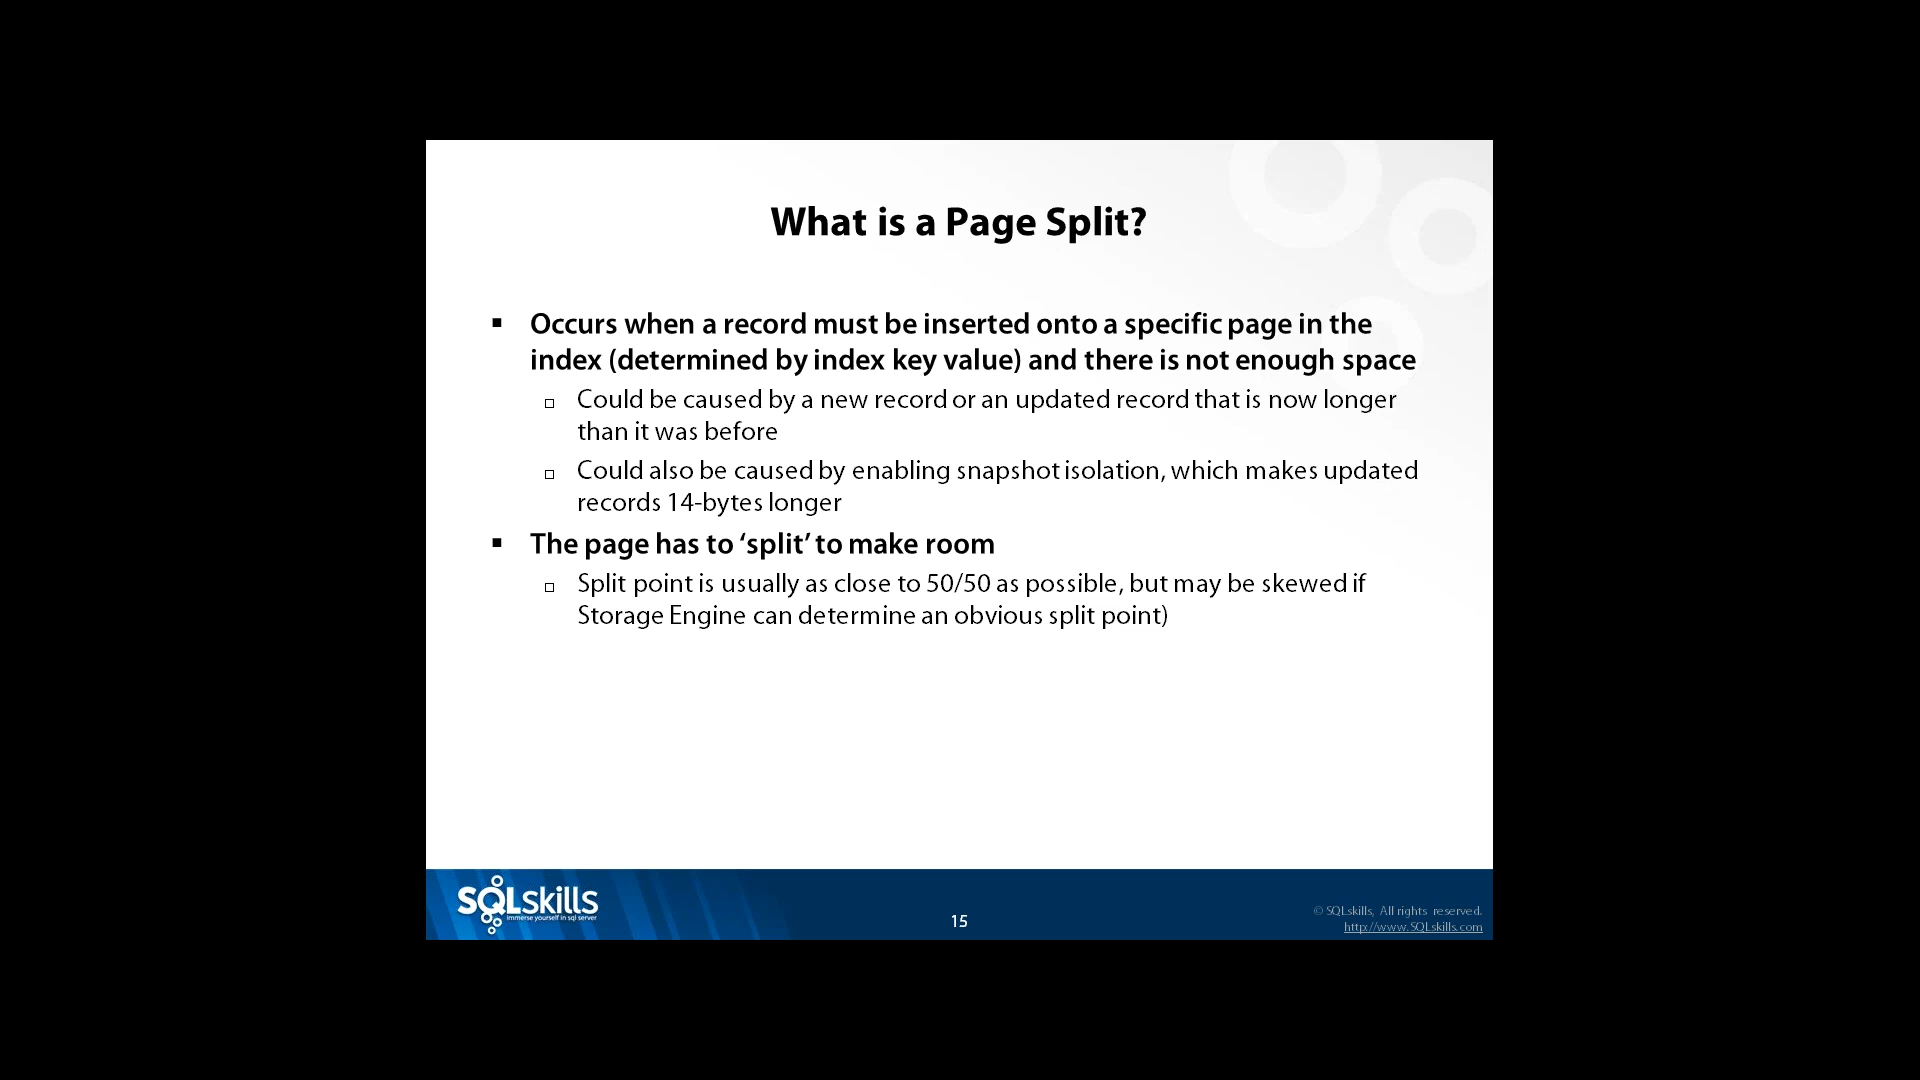 What is a Page Split?
▪ Occurs when a record must be inserted onto a specific page in the
index (determined by index key value) and there is not enough space
□ Could be caused by a new record or an updated record that is now longer
than it was before
□ Could also be caused by enabling snapshot isolation, which makes updated
records 14-bytes longer
▪ The page has to ‘split’ to make room
□ Split point is usually as close to 50/50 as possible, but may be skewed if
Storage Engine can determine an obvious split point)
SQLskills
immerse yourself in sql server
15
© SQLskills, All rights reserved.
http://www.SQLskills.com